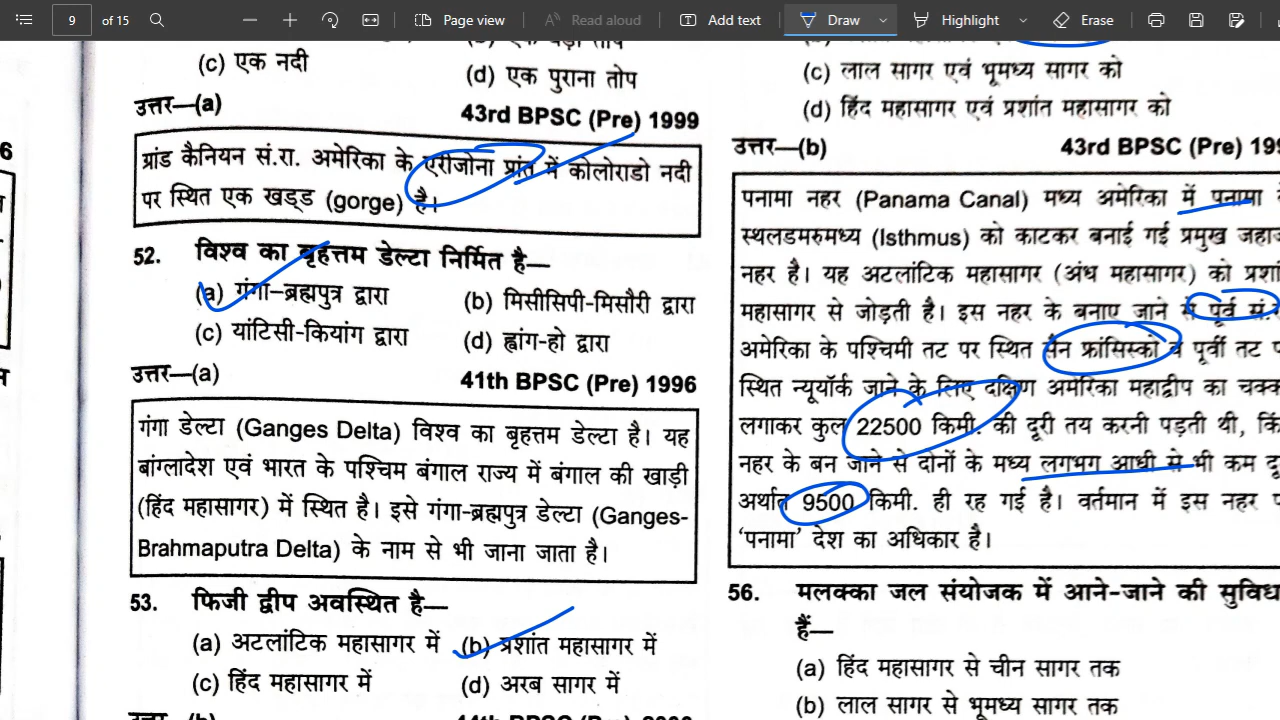 9 of 15
Page view
Read aloud
Add text
Draw
Highlight
Erase
(c) एक नदी
(d) एक पुराना तोप
उत्तर—(a)
43rd BPSC (Pre) 1999
ग्रांड कैनियन सं.रा. अमेरिका के एरीजोना प्रांत में कोलोराडो नदी
पर स्थित एक खड्ड (gorge) है।
52. विश्व का बृहत्तम डेल्टा निर्मित है—
(a) गंगा-ब्रह्मपुत्र द्वारा
(b) मिसीसिपी-मिसौरी द्वारा
(c) यांटिसी-कियांग द्वारा
(d) ह्वांग-हो द्वारा
उत्तर—(a)
41th BPSC (Pre) 1996
गंगा डेल्टा (Ganges Delta) विश्व का बृहत्तम डेल्टा है। यह
बांग्लादेश एवं भारत के पश्चिम बंगाल राज्य में बंगाल की खाड़ी
(हिंद महासागर) में स्थित है। इसे गंगा-ब्रह्मपुत्र डेल्टा (Ganges-
Brahmaputra Delta) के नाम से भी जाना जाता है।
53. फिजी द्वीप अवस्थित है—
(a) अटलांटिक महासागर में
(b) प्रशांत महासागर में
(c) हिंद महासागर में
(d) अरब सागर में
(c) लाल सागर एवं भूमध्य सागर को
(d) हिंद महासागर एवं प्रशांत महासागर को
उत्तर—(b)
43rd BPSC (Pre)
पनामा नहर (Panama Canal) मध्य अमेरिका में पनामा
स्थलडमरुमध्य (Isthmus) को काटकर बनाई गई प्रमुख
नहर है। यह अटलांटिक महासागर (अंध महासागर) को
महासागर से जोड़ती है। इस नहर के बनाए जाने से पूर्व सं.
अमेरिका के पश्चिमी तट पर स्थित सैन फ्रांसिस्को व पूर्वी तट
स्थित न्यूयॉर्क जाने के लिए दक्षिण अमेरिका महाद्वीप का
लगाकर कुल 22500 किमी. की दूरी तय करनी पड़ती थी,
नहर के बन जाने से दोनों के मध्य लगभग आधी से भी कम
अर्थात 9500 किमी. ही रह गई है। वर्तमान में इस नहर
'पनामा' देश का अधिकार है।
56. मलक्का जल संयोजक में आने-जाने की
हैं—
(a) हिंद महासागर से चीन सागर तक
(b) लाल सागर से भूमध्य सागर तक